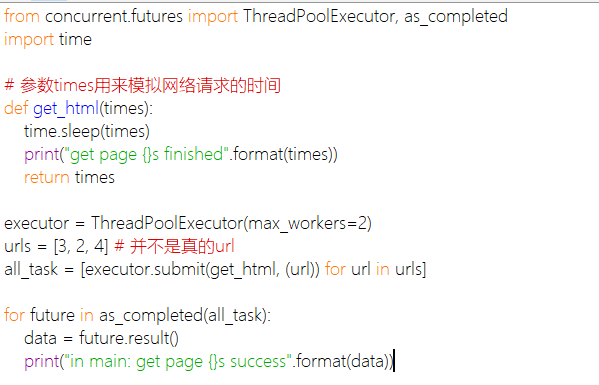 from concurrent.futures import ThreadPoolExecutor, as_completed
import time
# 参数times用来模拟网络请求的时间
def get_html(times):
time.sleep(times)
print("get page {}s finished".format(times))
return times
executor = ThreadPoolExecutor(max_workers=2)
urls = [3, 2, 4] # 并不是真的url
all_task = [executor.submit(get_html, (url)) for url in urls]
for future in as_completed(all_task):
data = future.result()
print("in main: get page {}s success".format(data))